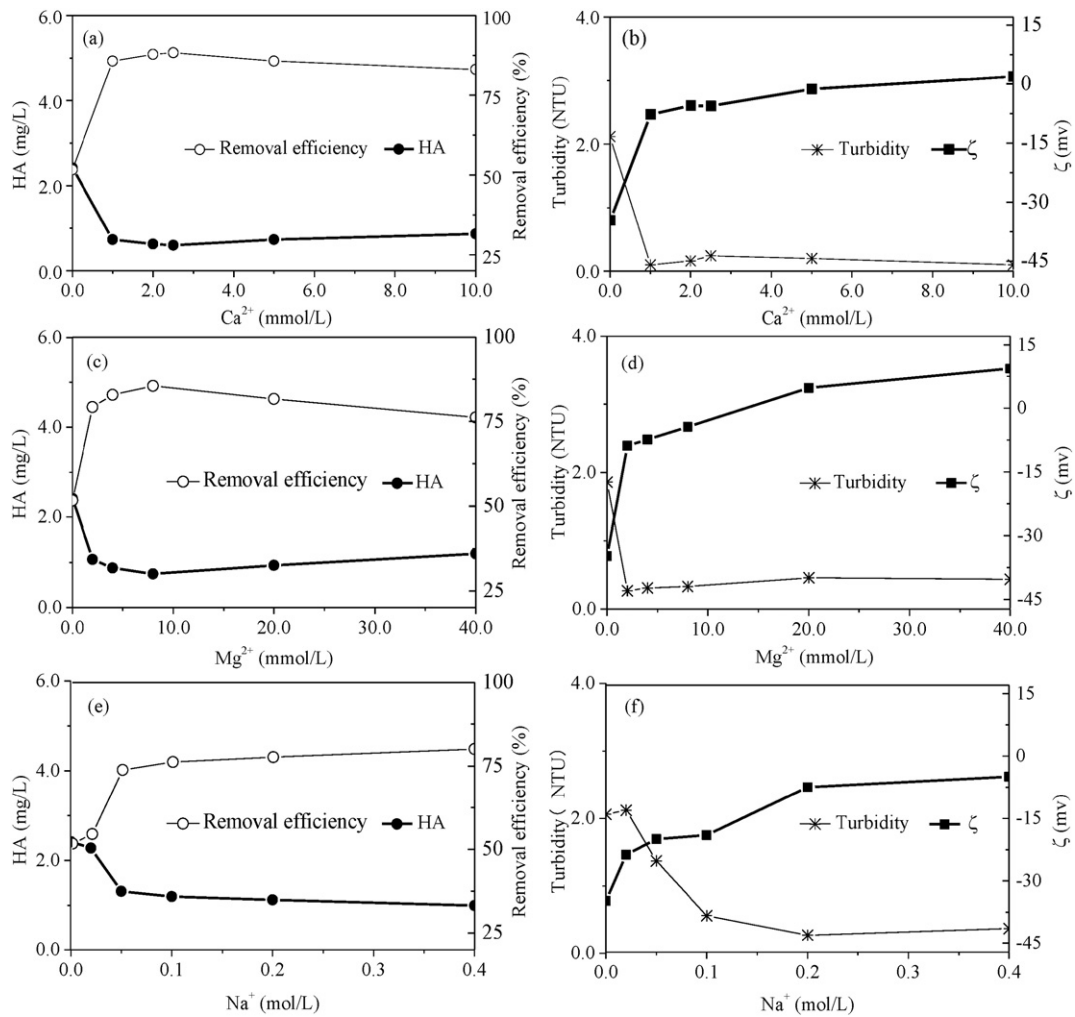 (a)
HA (mg/L)
6.0
4.0
2.0
0.0
Removal efficiency
HA
100
75
50
25
Removal efficiency (%)
0.0 2.0 4.0 6.0 8.0 10.0
Ca²⁺ (mmol/L)
(b)
Turbidity (NTU)
4.0
3.0
2.0
0.0
Turbidity
ζ
15
0
-15
-30
-45
ζ (mv)
0.0 2.0 4.0 6.0 8.0 10.0
Ca²⁺ (mmol/L)
(c)
HA (mg/L)
6.0
4.0
2.0
0.0
Removal efficiency
HA
100
75
50
25
Removal efficiency (%)
0.0 10.0 20.0 30.0 40.0
Mg²⁺ (mmol/L)
(d)
Turbidity (NTU)
4.0
2.0
0.0
Turbidity
ζ
15
0
-15
-30
-45
ζ (mv)
0.0 10.0 20.0 30.0 40.0
Mg²⁺ (mmol/L)
(e)
HA (mg/L)
6.0
4.0
2.0
0.0
Removal efficiency
HA
100
75
50
25
Removal efficiency (%)
0.0 0.1 0.2 0.3 0.4
Na⁺ (mol/L)
(f)
Turbidity ( NTU)
4.0
2.0
0.0
Turbidity
ζ
15
0
-15
-30
-45
ζ (mv)
0.0 0.1 0.2 0.3 0.4
Na⁺ (mol/L)